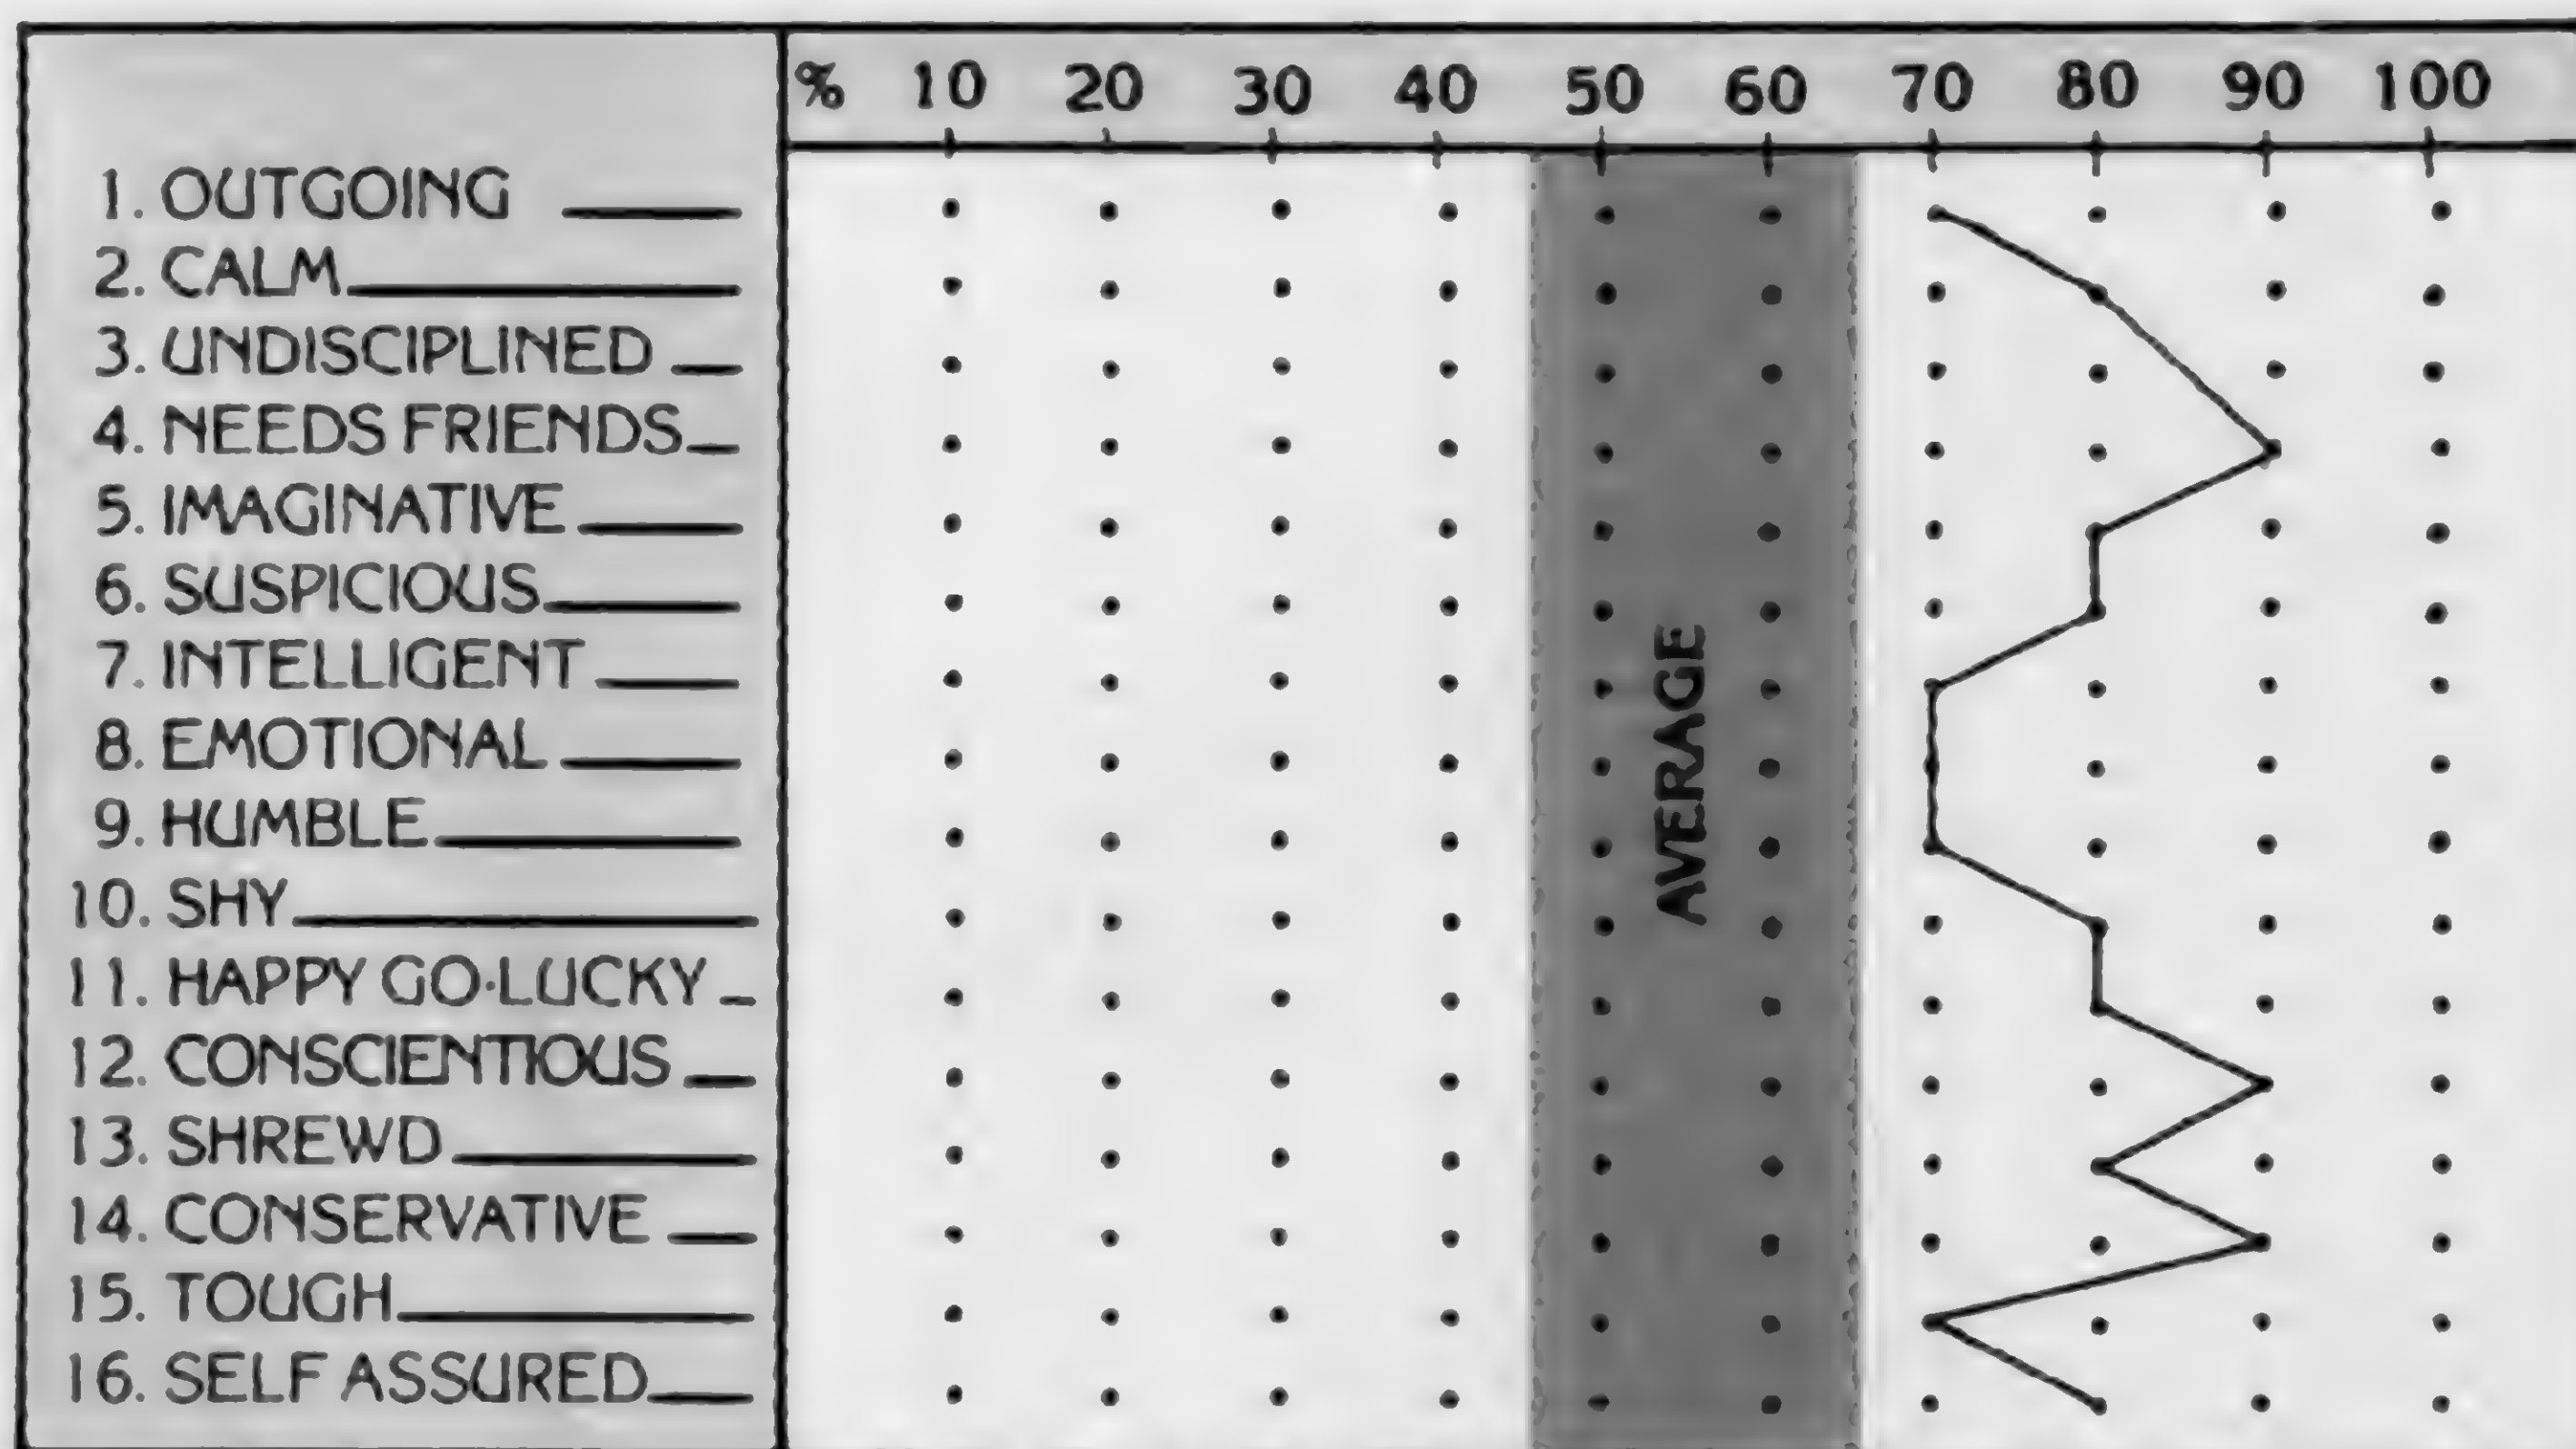 % 10 20 30 40 50 60 70 80 90 100
1. OUTGOING
2. CALM
3. UNDISCIPLINED
4. NEEDS FRIENDS
5. IMAGINATIVE
6. SUSPICIOUS
7. INTELLIGENT
8. EMOTIONAL
9. HUMBLE
10. SHY
11. HAPPY GO·LUCKY
12. CONSCIENTIOUS
13. SHREWD
14. CONSERVATIVE
15. TOUGH
16. SELF ASSURED
AVERAGE